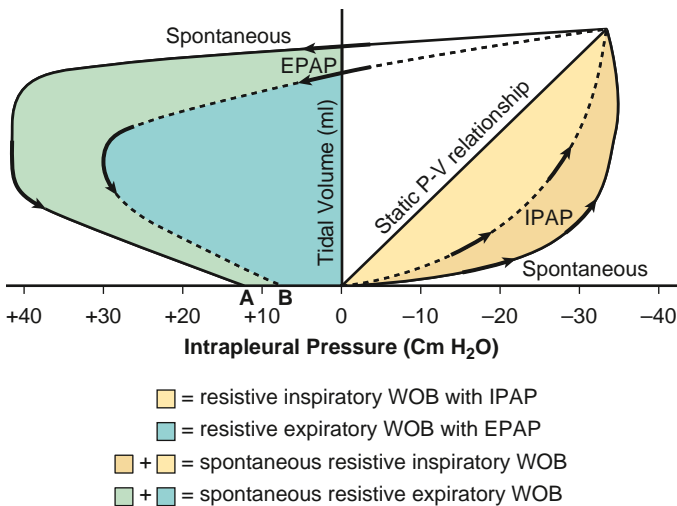 Spontaneous
EPAP
Tidal Volume (ml)
Static P-V relationship
IPAP
Spontaneous
A B
+40 +30 +20 +10 0 –10 –20 –30 –40
Intrapleural Pressure (Cm H₂O)
= resistive inspiratory WOB with IPAP
= resistive expiratory WOB with EPAP
+ = spontaneous resistive inspiratory WOB
+ = spontaneous resistive expiratory WOB